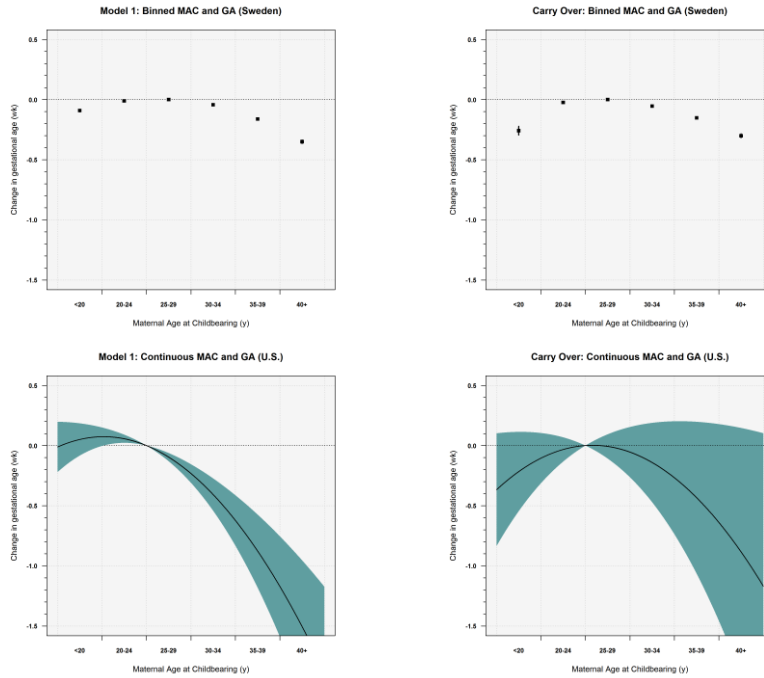 Model 1: Binned MAC and GA (Sweden)
0.5
0.0
-0.5
-1.0
-1.5
Change in gestational age (wk)
<20 20-24 25-29 30-34 35-39 40+
Maternal Age at Childbearing (y)
Carry Over: Binned MAC and GA (Sweden)
0.5
0.0
-0.5
-1.0
-1.5
Change in gestational age (wk)
<20 20-24 25-29 30-34 35-39 40+
Maternal Age at Childbearing (y)
Model 1: Continuous MAC and GA (U.S.)
0.5
0.0
-0.5
-1.0
-1.5
Change in gestational age (wk)
<20 20-24 25-29 30-34 35-39 40+
Maternal Age at Childbearing (y)
Carry Over: Continuous MAC and GA (U.S.)
0.5
0.0
-0.5
-1.0
-1.5
Change in gestational age (wk)
<20 20-24 25-29 30-34 35-39 40+
Maternal Age at Childbearing (y)